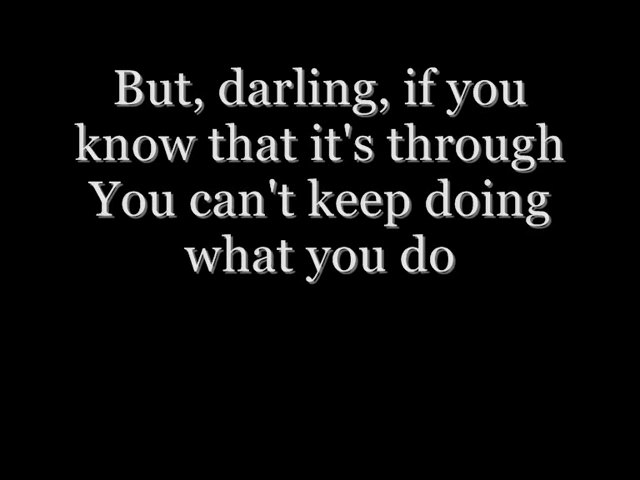 But, darling, if you
know that it's through
You can't keep doing
what you do